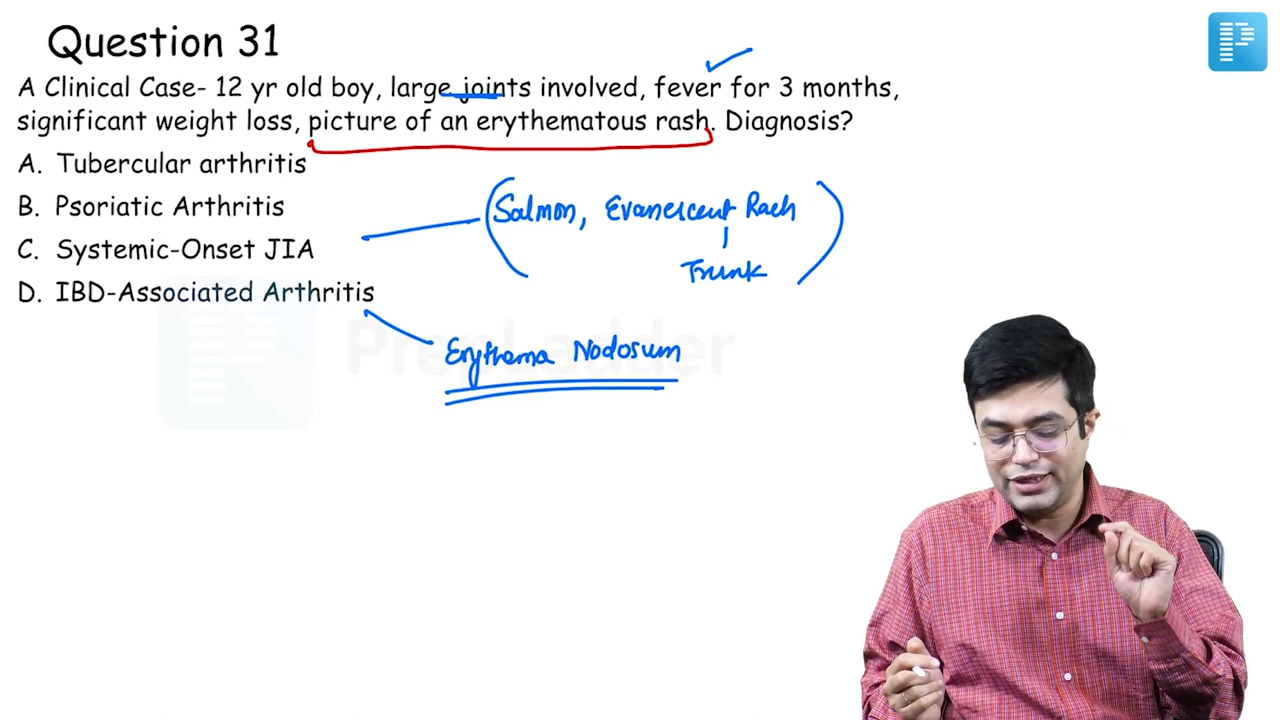 Question 31
A Clinical Case- 12 yr old boy, large joints involved, fever for 3 months,
significant weight loss, picture of an erythematous rash. Diagnosis?
A. Tubercular arthritis
B. Psoriatic Arthritis
C. Systemic-Onset JIA
D. IBD-Associated Arthritis
Salmon, Evanescent Rash
Trunk
Erythema Nodosum
PrepLadder